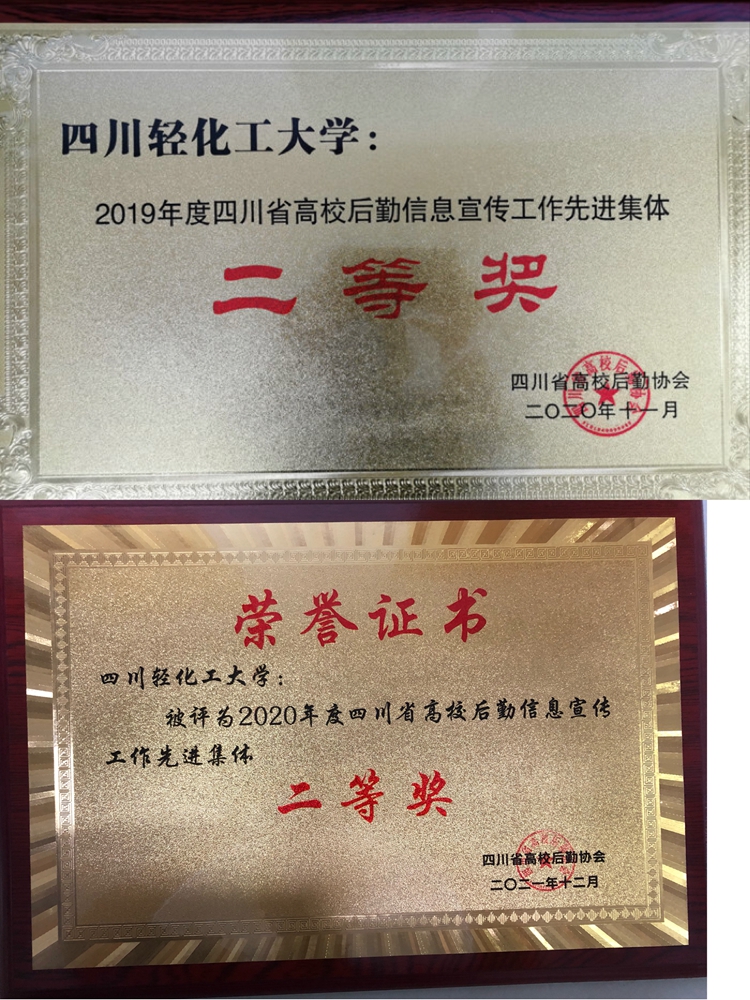 四川轻化工大学：
2019年度四川省高校后勤信息宣传工作先进集体
二等奖
四川省高校后勤协会
二〇二〇年十一月
荣誉证书
四川轻化工大学：
被评为2020年度四川省高校后勤信息宣传
工作先进集体
二等奖
四川省高校后勤协会
二〇二一年十二月